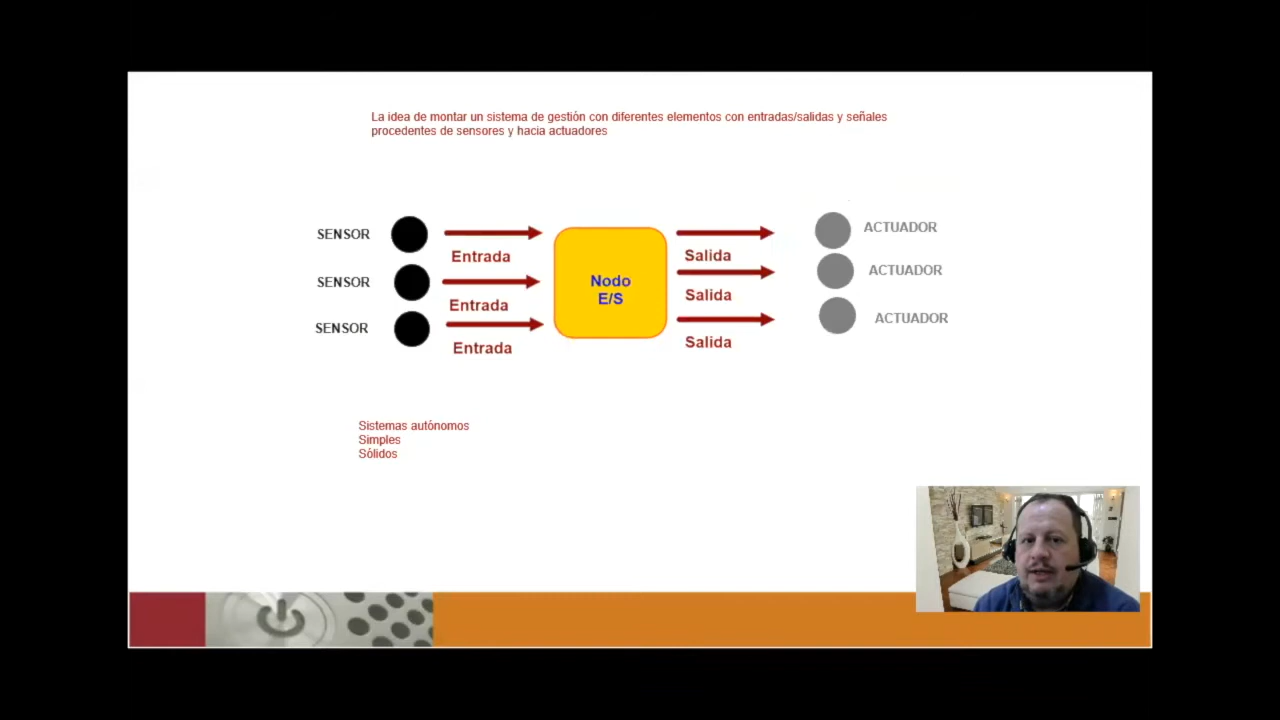 La idea de montar un sistema de gestión con diferentes elementos con entradas/salidas y señales
procedentes de sensores y hacia actuadores
SENSOR
Entrada
SENSOR
Entrada
SENSOR
Entrada
Nodo
E/S
Salida
ACTUADOR
Salida
ACTUADOR
Salida
ACTUADOR
Sistemas autónomos
Simples
Sólidos